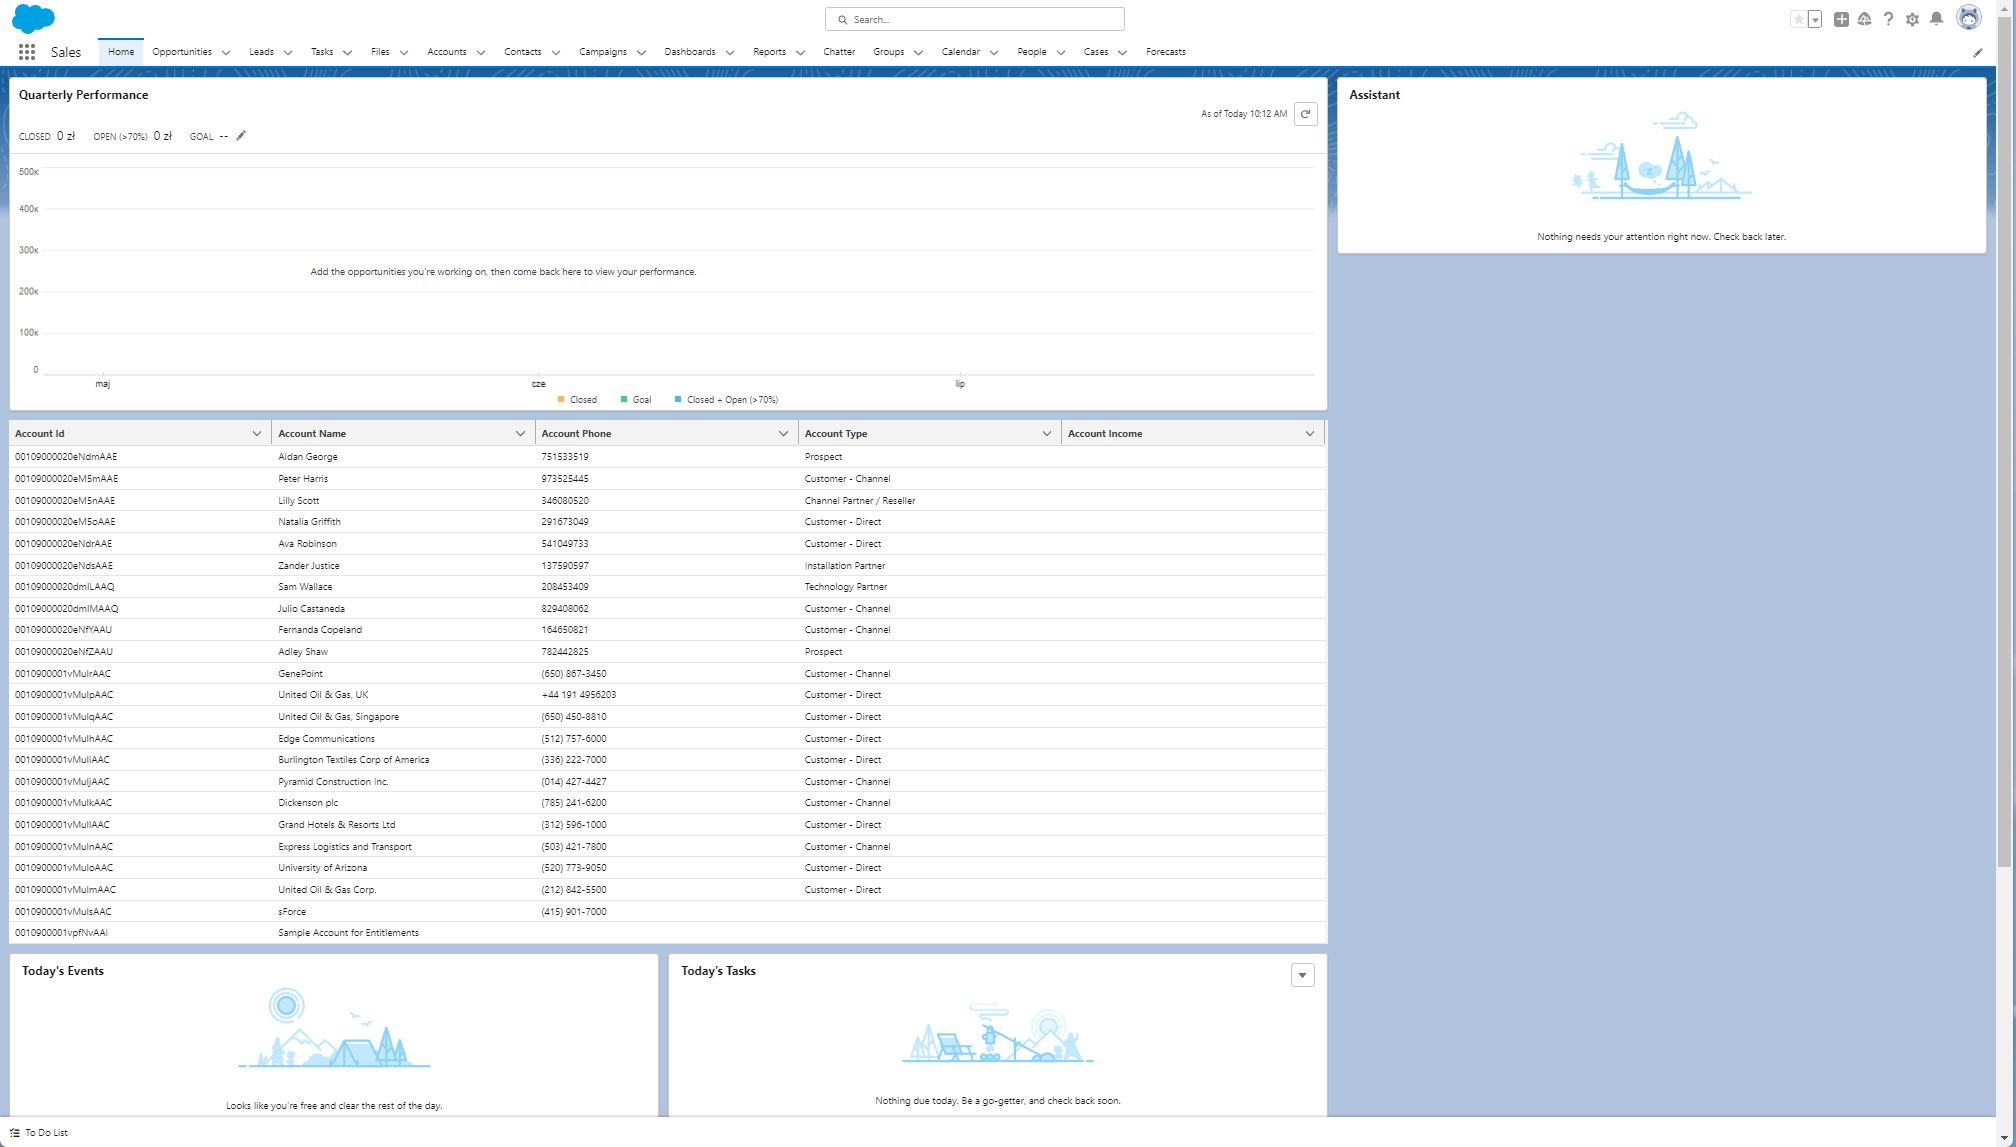 Search...
Sales Home Opportunities Leads Tasks Files Accounts Contacts Campaigns Dashboards Reports Chatter Groups Calendar People Cases Forecasts
Quarterly Performance
As of Today 10:12 AM
CLOSED 0 zł OPEN (>70%) 0 zł GOAL --
500K
400K
300K
Add the opportunities you're working on, then come back here to view your performance.
200K
100K
0
maj cze lip
Closed Goal Closed + Open (>70%)
Assistant
Nothing needs your attention right now. Check back later.
Account Id Account Name Account Phone Account Type Account Income
00109000020eNdmAAE Aidan George 751533519 Prospect
00109000020eM5mAAE Peter Harris 973525445 Customer - Channel
00109000020eM5nAAE Lilly Scott 346080520 Channel Partner / Reseller
00109000020eM5oAAE Natalia Griffith 291673049 Customer - Direct
00109000020eNdrAAE Ava Robinson 541049733 Customer - Direct
00109000020eNdsAAE Zander Justice 137590597 Installation Partner
00109000020dmILAAQ Sam Wallace 208453409 Technology Partner
00109000020dmIMAAQ Julio Castaneda 829408062 Customer - Channel
00109000020eNfYAAU Fernanda Copeland 164650821 Customer - Channel
00109000020eNfZAAU Adley Shaw 782442825 Prospect
0010900001vMuIrAAC GenePoint (650) 867-3450 Customer - Channel
0010900001vMuIpAAC United Oil & Gas, UK +44 191 4956203 Customer - Direct
0010900001vMuIqAAC United Oil & Gas, Singapore (650) 450-8810 Customer - Direct
0010900001vMuIhAAC Edge Communications (512) 757-6000 Customer - Direct
0010900001vMuIiAAC Burlington Textiles Corp of America (336) 222-7000 Customer - Direct
0010900001vMuIjAAC Pyramid Construction Inc. (014) 427-4427 Customer - Channel
0010900001vMuIkAAC Dickenson plc (785) 241-6200 Customer - Channel
0010900001vMuIlAAC Grand Hotels & Resorts Ltd (312) 596-1000 Customer - Direct
0010900001vMuInAAC Express Logistics and Transport (503) 421-7800 Customer - Channel
0010900001vMuIoAAC University of Arizona (520) 773-9050 Customer - Direct
0010900001vMuImAAC United Oil & Gas Corp. (212) 842-5500 Customer - Direct
0010900001vMuIsAAC sForce (415) 901-7000
0010900001vpfNvAAI Sample Account for Entitlements
Today's Events
Looks like you're free and clear the rest of the day.
Today's Tasks
Nothing due today. Be a go-getter, and check back soon.
To Do List